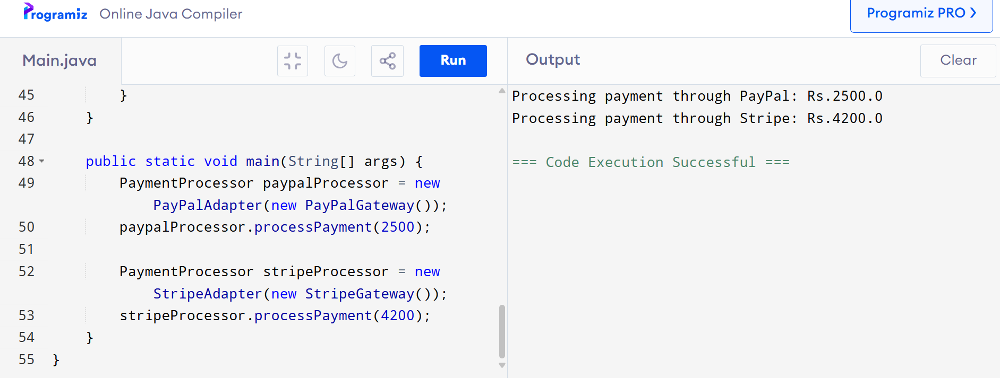 Programiz Online Java Compiler
Programiz PRO
Main.java
Run
Output
Clear
45 }
46 }
47
48 public static void main(String[] args) {
49 PaymentProcessor paypalProcessor = new
PayPalAdapter(new PayPalGateway());
50 paypalProcessor.processPayment(2500);
51
52 PaymentProcessor stripeProcessor = new
StripeAdapter(new StripeGateway());
53 stripeProcessor.processPayment(4200);
54 }
55 }
Processing payment through PayPal: Rs.2500.0
Processing payment through Stripe: Rs.4200.0
=== Code Execution Successful ===